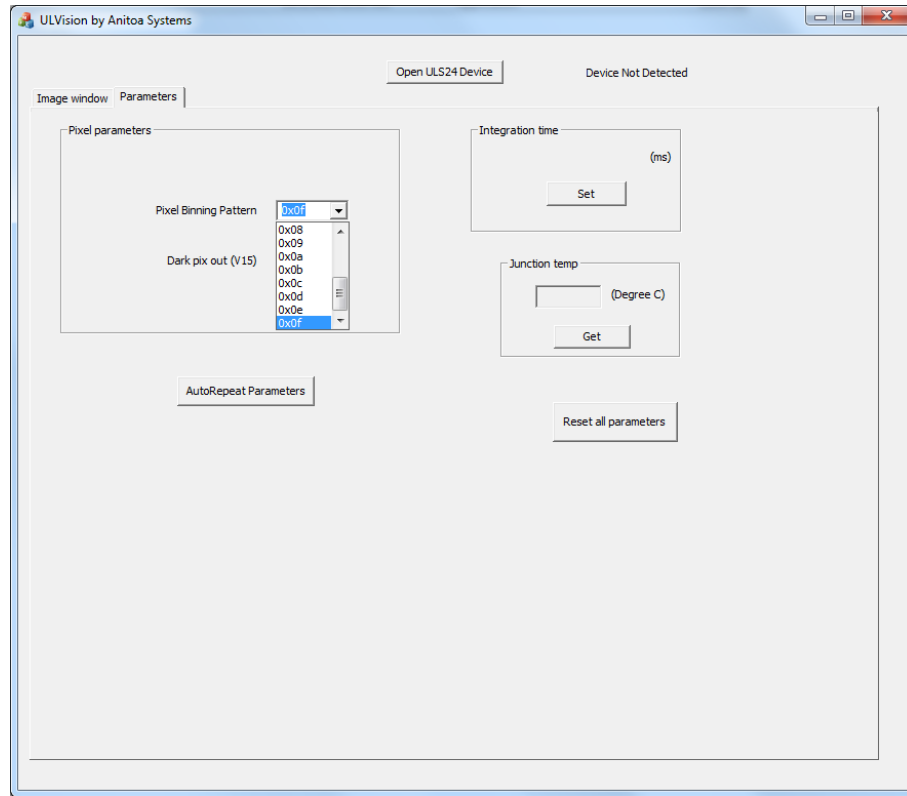 ULVision by Anitoa Systems
Open ULS24 Device
Device Not Detected
Image window
Parameters
Pixel parameters
Pixel Binning Pattern
0x0f
0x08
0x09
0x0a
0x0b
0x0c
0x0d
0x0e
0x0f
Dark pix out (V15)
AutoRepeat Parameters
Integration time
(ms)
Set
Junction temp
(Degree C)
Get
Reset all parameters